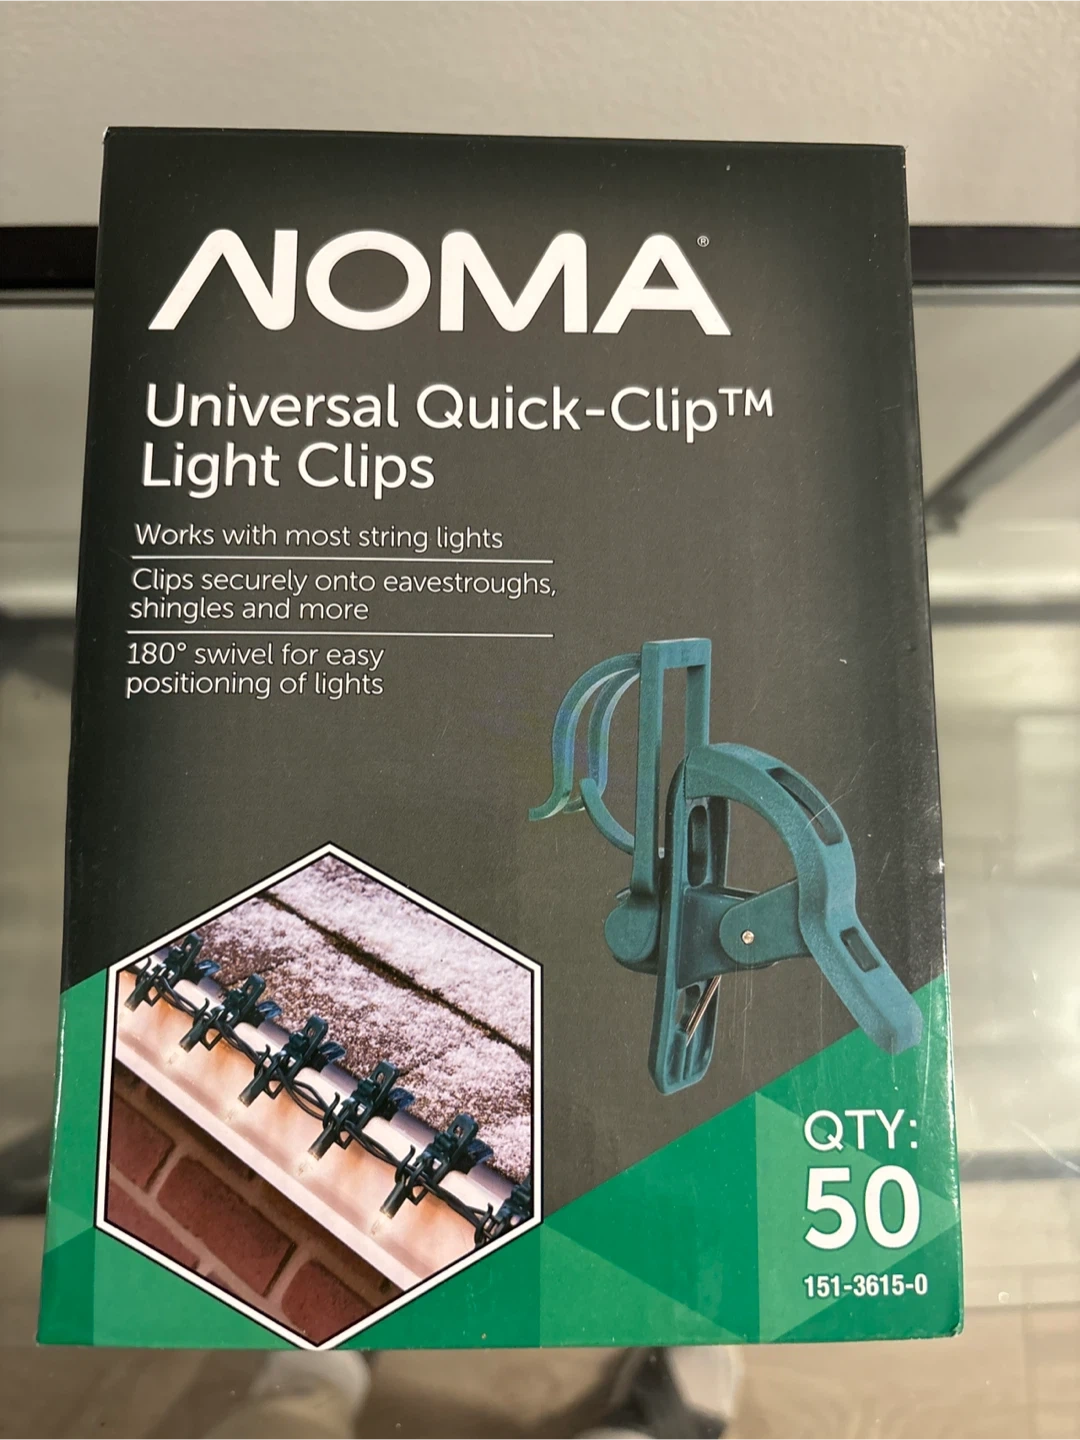 NOMA®
Universal Quick-Clip™
Light Clips
Works with most string lights
Clips securely onto eavestroughs,
shingles and more
180° swivel for easy
positioning of lights
QTY:
50
151-3615-0